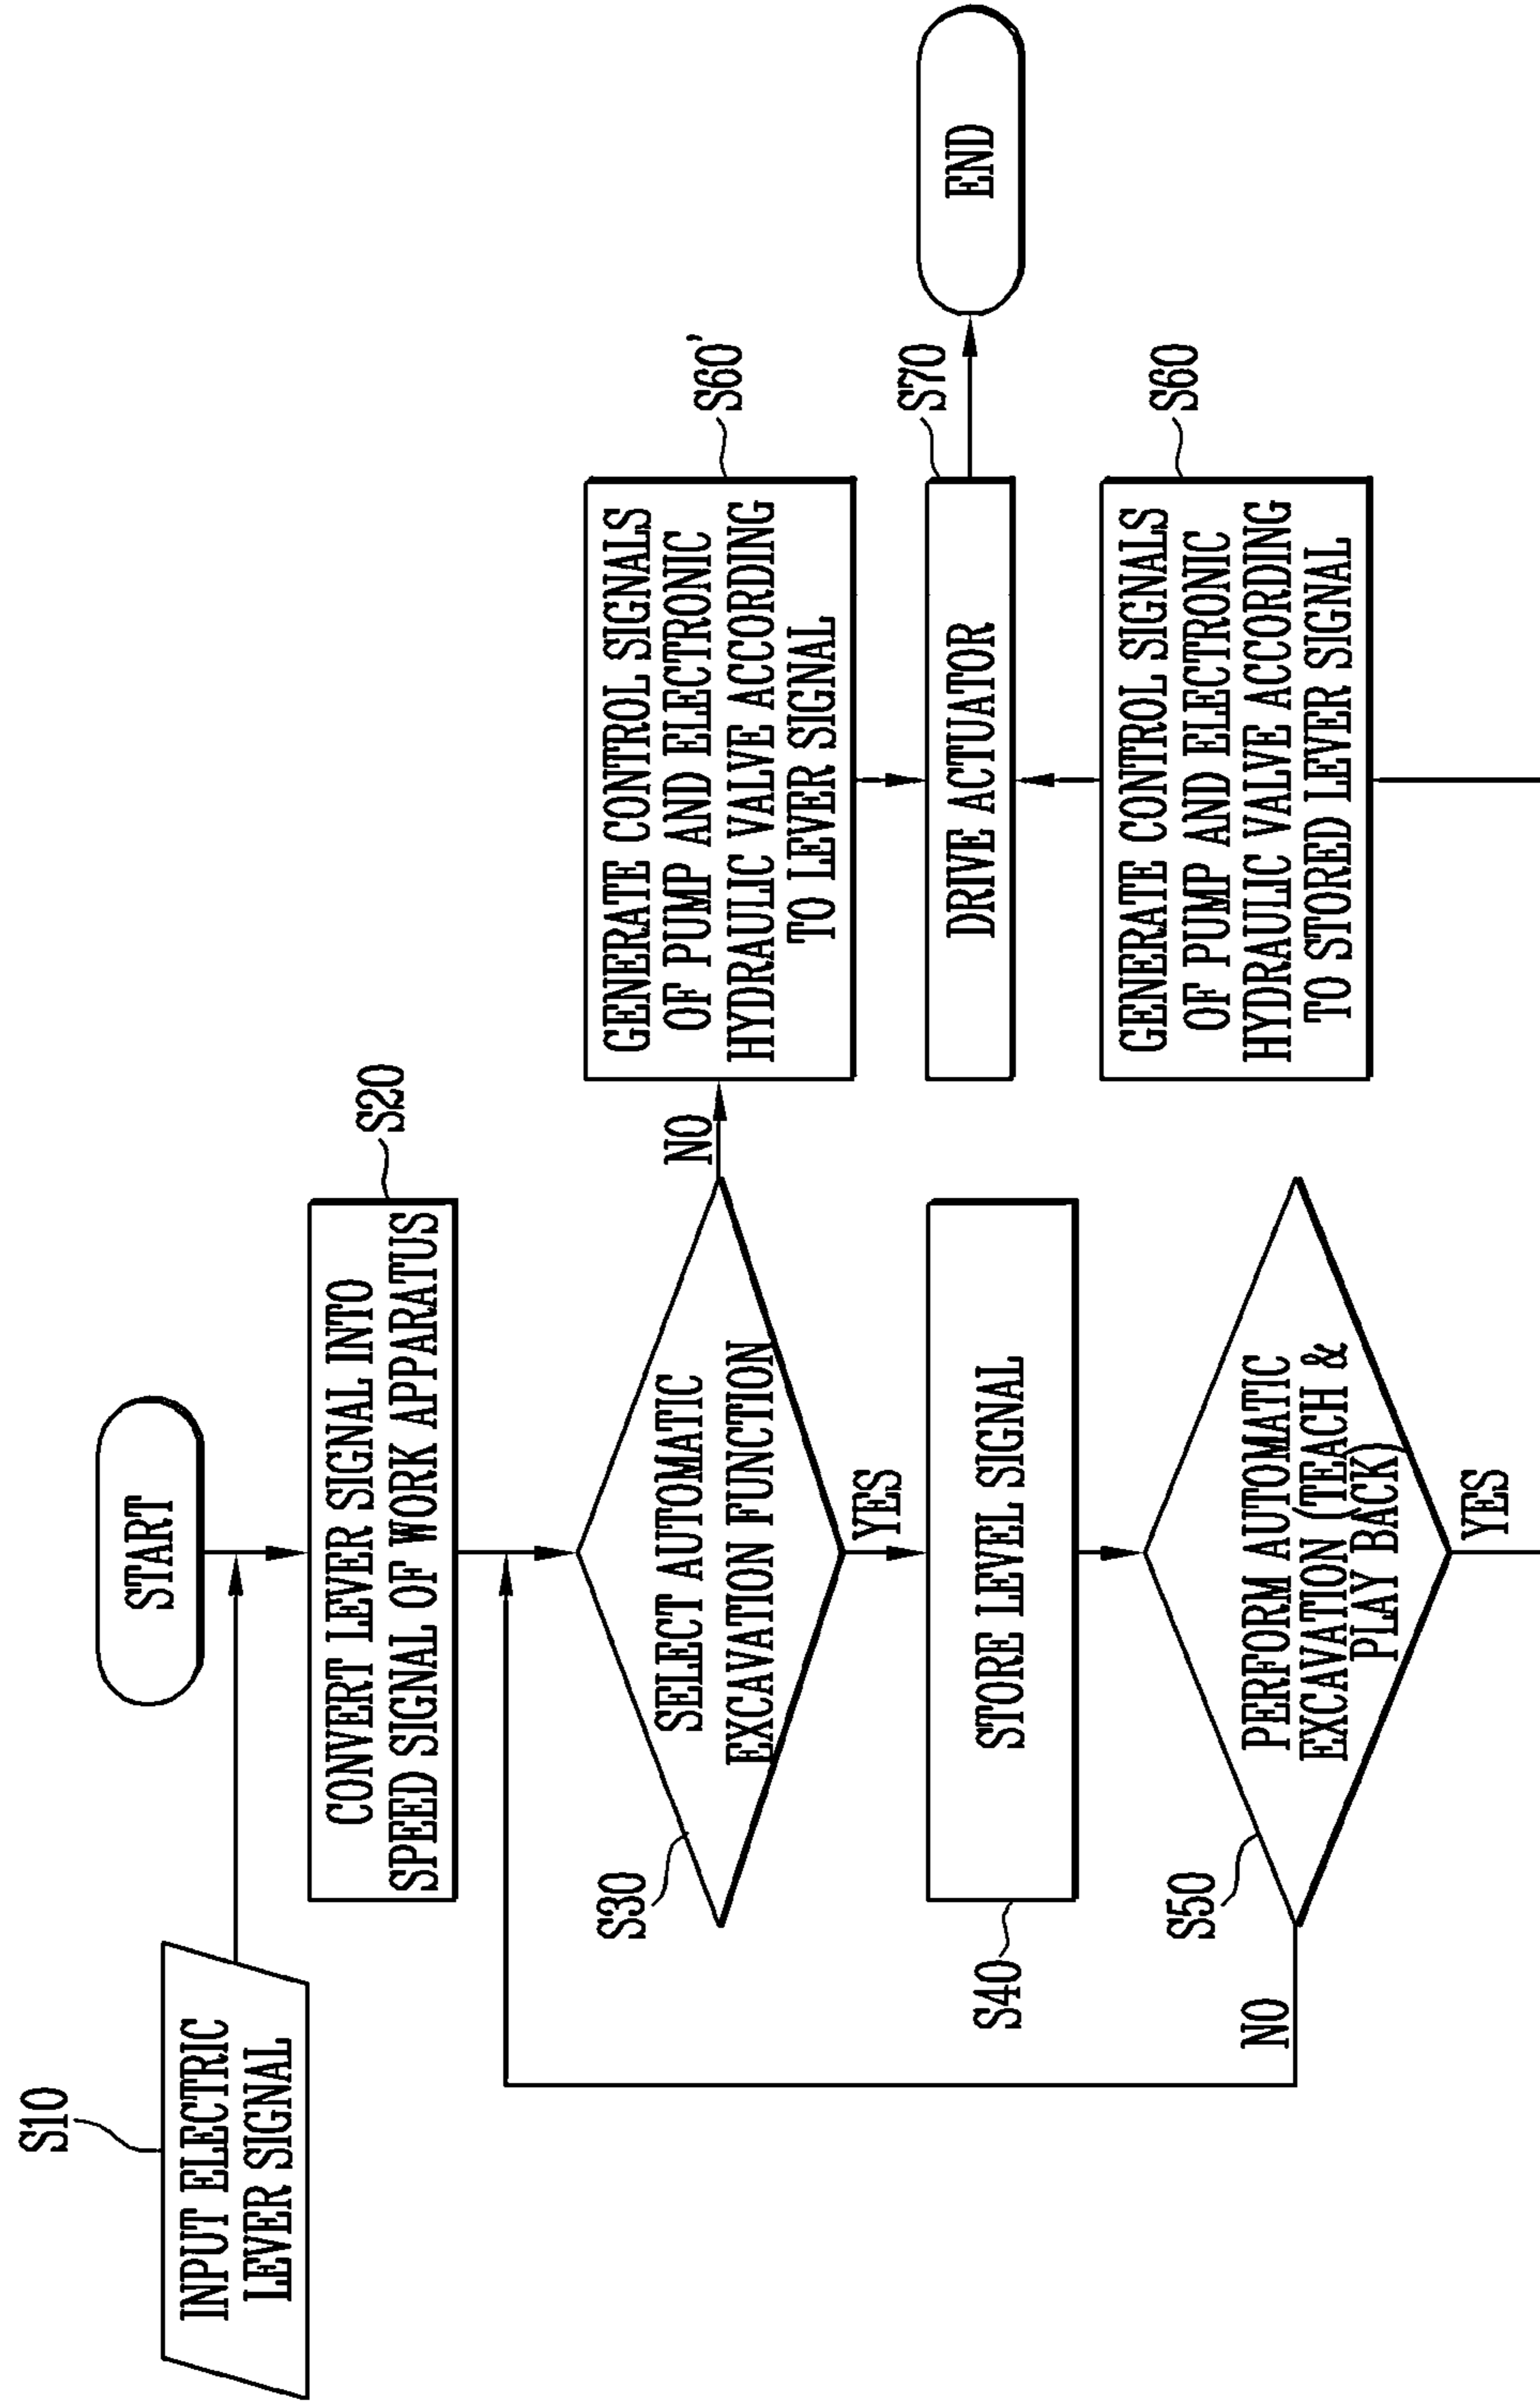 START
S10
INPUT ELECTRIC
LEVER SIGNAL
S20
CONVERT LEVER SIGNAL INTO
SPEED SIGNAL OF WORK APPARATUS
S30
SELECT AUTOMATIC
EXCAVATION FUNCTION
NO
YES
S40
STORE LEVEL SIGNAL
S50
PERFORM AUTOMATIC
EXCAVATION (TEACH &
PLAY BACK)
NO
YES
S60'
GENERATE CONTROL SIGNALS
OF PUMP AND ELECTRONIC
HYDRAULIC VALVE ACCORDING
TO LEVER SIGNAL
S70
DRIVE ACTUATOR
END
S60
GENERATE CONTROL SIGNALS
OF PUMP AND ELECTRONIC
HYDRAULIC VALVE ACCORDING
TO STORED LEVER SIGNAL